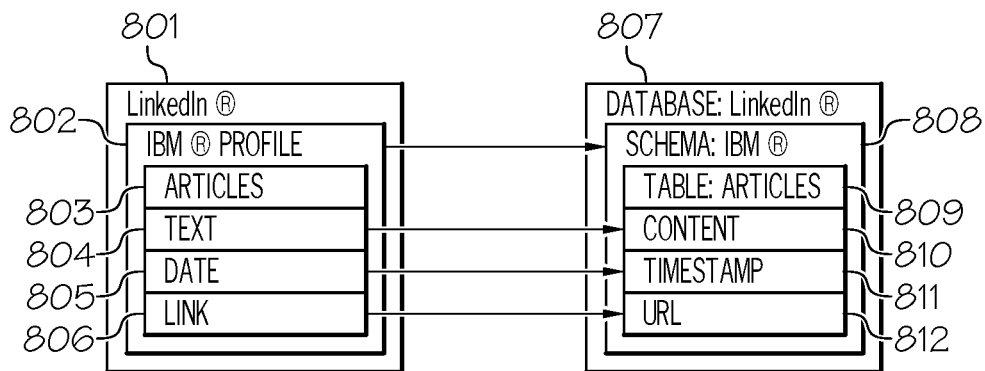 801
807
LinkedIn ®
DATABASE: LinkedIn ®
802
IBM ® PROFILE
SCHEMA: IBM ®
808
ARTICLES
TABLE: ARTICLES
803
809
TEXT
CONTENT
804
810
DATE
TIMESTAMP
805
811
LINK
URL
806
812